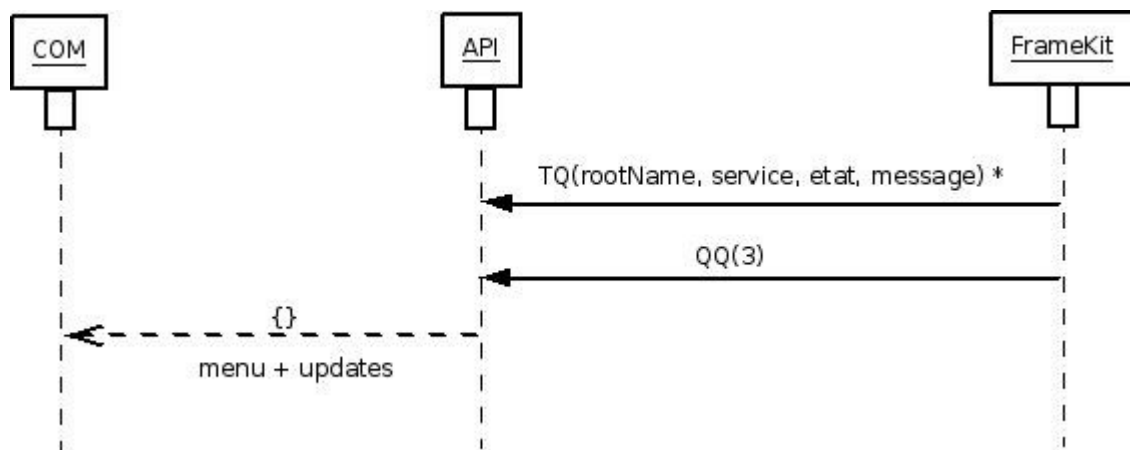 COM
API
FrameKit
TQ(rootName, service, etat, message) *
QQ(3)
{}
menu + updates